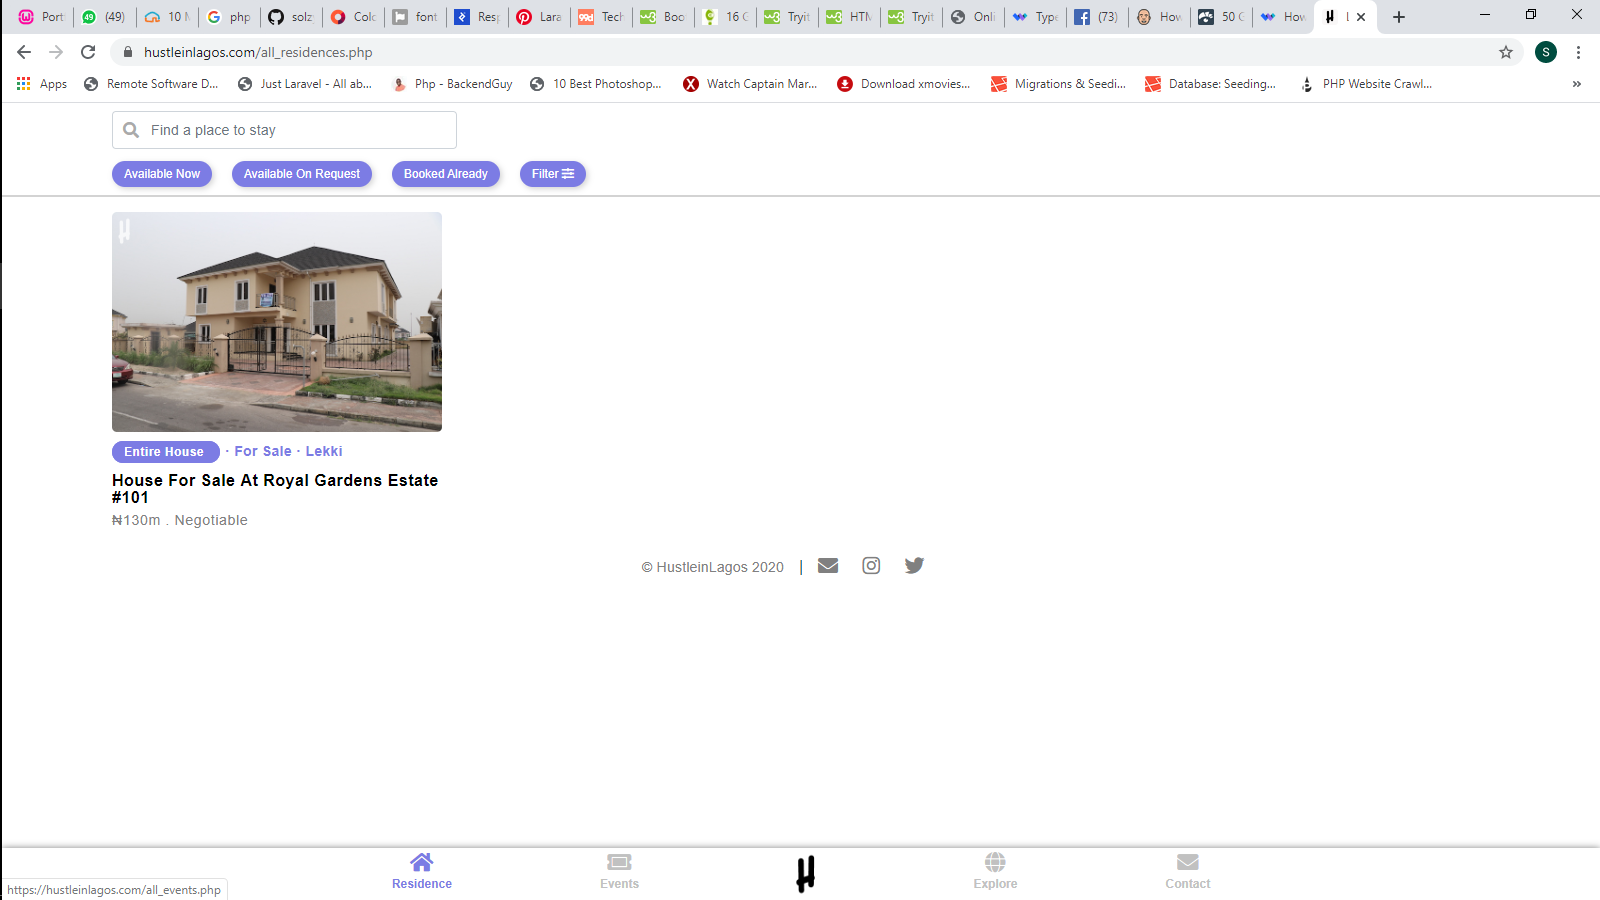 Port
(49)
10 M
php
solz
Colo
font
Resp
Lara
Tech
Boo
16 C
Tryit
HTM
Tryit
Onli
Type
(73)
How
50 C
How
hustleinlagos.com/all_residences.php
S
Apps
Remote Software D...
Just Laravel - All ab...
Php - BackendGuy
10 Best Photoshop...
Watch Captain Mar...
Download xmovies...
Migrations & Seedi...
Database: Seeding...
PHP Website Crawl...
»
Find a place to stay
Available Now
Available On Request
Booked Already
Filter
Entire House · For Sale · Lekki
House For Sale At Royal Gardens Estate
#101
₦130m . Negotiable
© HustleinLagos 2020 |
Residence
Events
Explore
Contact
https://hustleinlagos.com/all_events.php